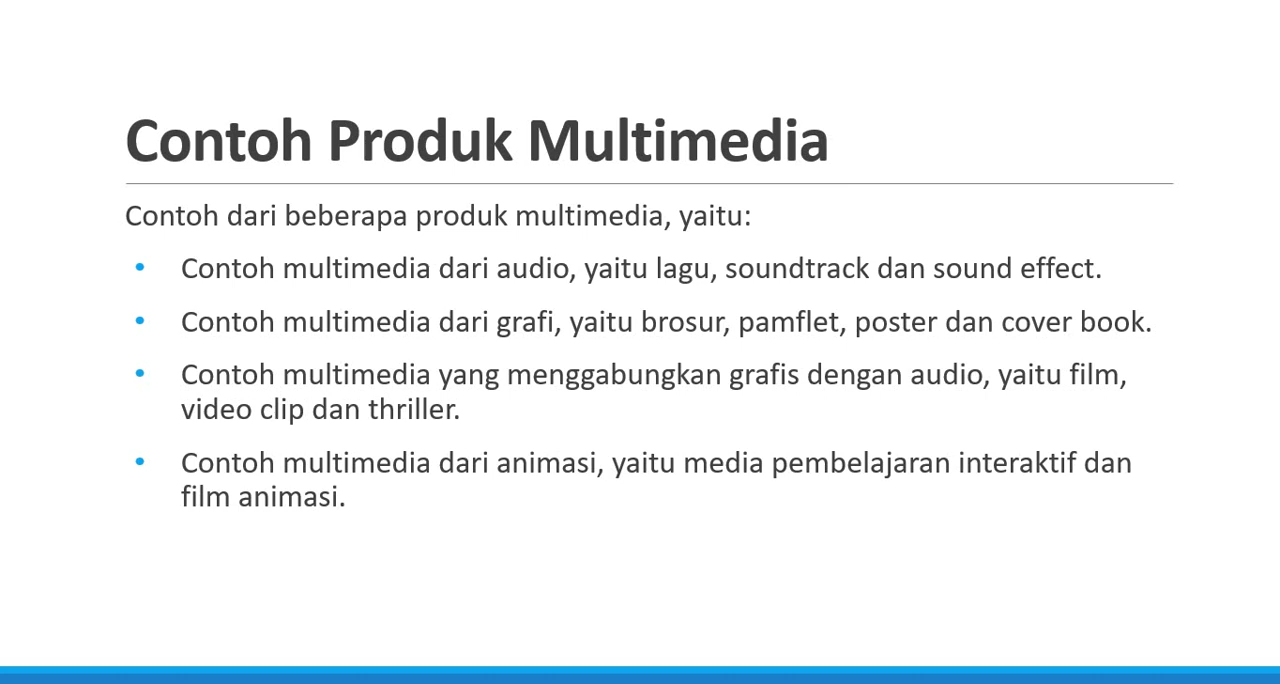 Contoh Produk Multimedia
Contoh dari beberapa produk multimedia, yaitu:
• Contoh multimedia dari audio, yaitu lagu, soundtrack dan sound effect.
• Contoh multimedia dari grafi, yaitu brosur, pamflet, poster dan cover book.
• Contoh multimedia yang menggabungkan grafis dengan audio, yaitu film,
video clip dan thriller.
• Contoh multimedia dari animasi, yaitu media pembelajaran interaktif dan
film animasi.